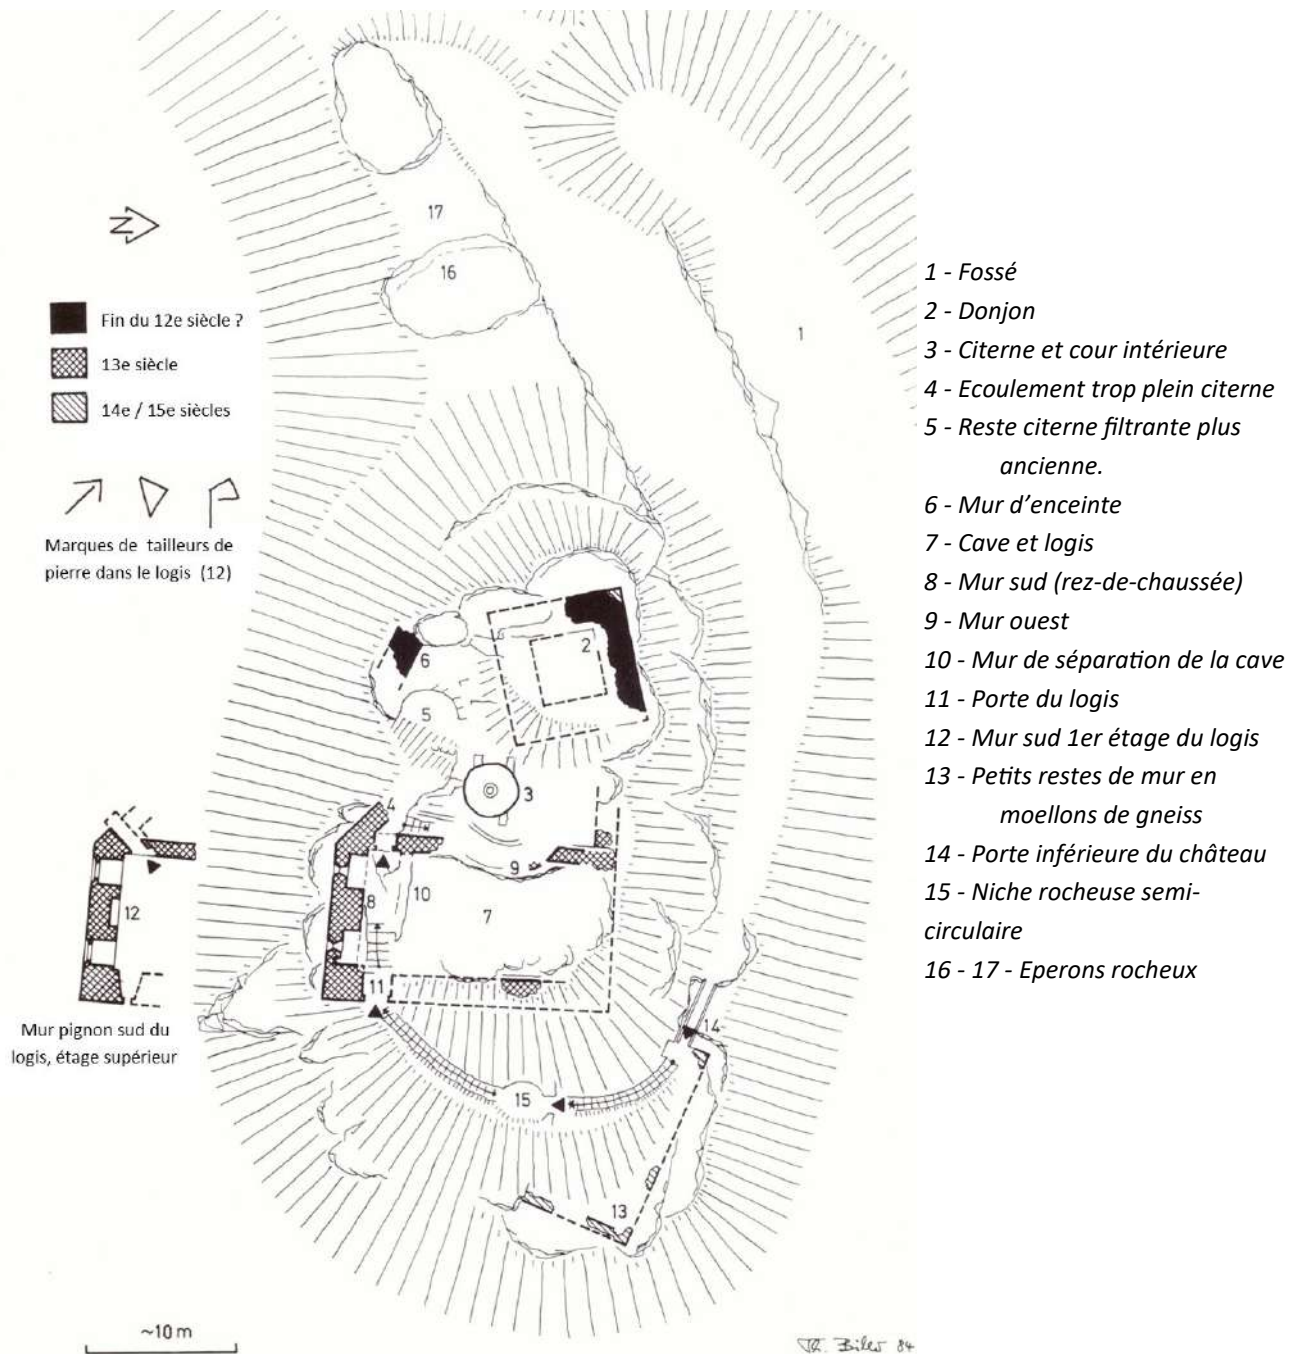 17
16
1
N
Fin du 12e siècle ?
13e siècle
14e / 15e siècles
Marques de tailleurs de
pierre dans le logis (12)
2
6
5
3
4
9
10
8
7
12
11
14
15
13
Mur pignon sud du
logis, étage supérieur
~10 m
84
1 - Fossé
2 - Donjon
3 - Citerne et cour intérieure
4 - Ecoulement trop plein citerne
5 - Reste citerne filtrante plus
ancienne.
6 - Mur d’enceinte
7 - Cave et logis
8 - Mur sud (rez-de-chaussée)
9 - Mur ouest
10 - Mur de séparation de la cave
11 - Porte du logis
12 - Mur sud 1er étage du logis
13 - Petits restes de mur en
moellons de gneiss
14 - Porte inférieure du château
15 - Niche rocheuse semi-
circulaire
16 - 17 - Eperons rocheux